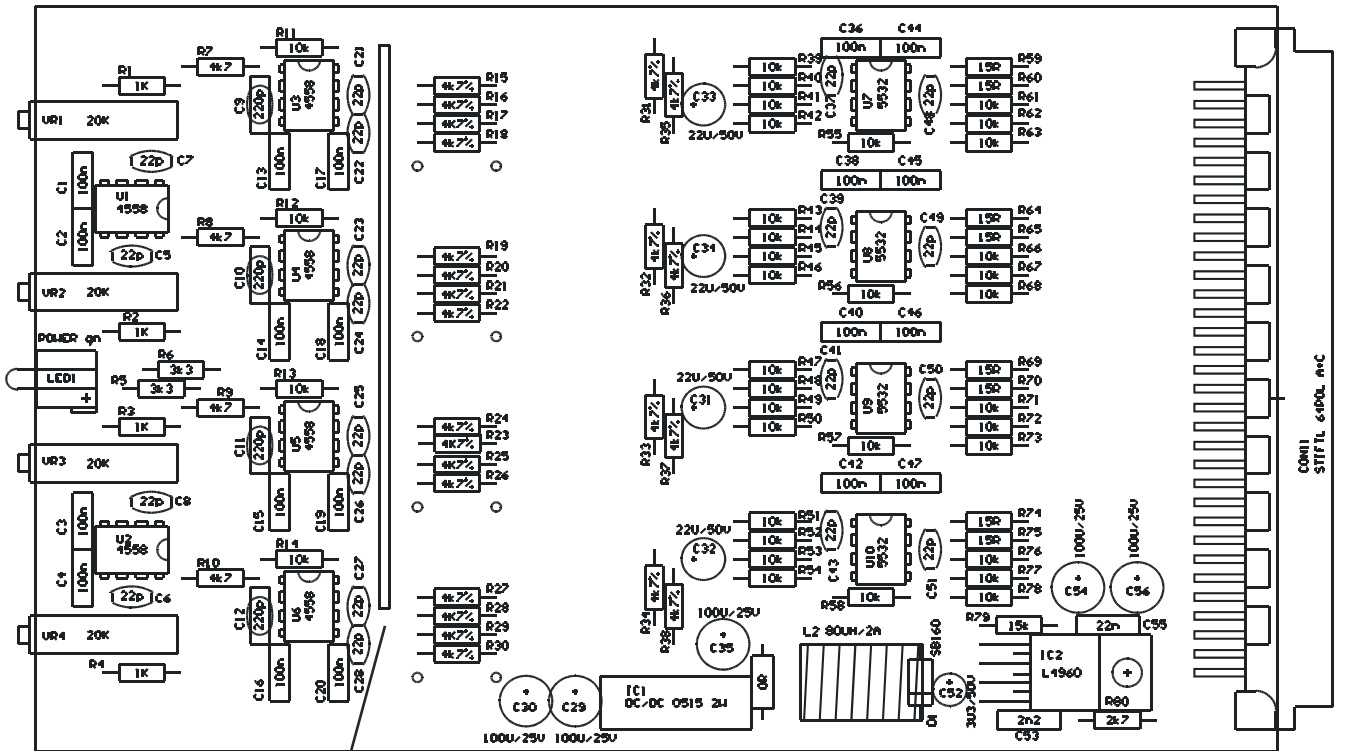 R11
10k
R7
4k7
R1
1K
C9
220p
U3
4558
C21
22p
22p
C22
VR1 20K
C13
100n
C17
100n
C1
100n
22p C7
U1
4558
C2
100n
22p C5
R12
10k
R8
4k7
C10
220p
U4
4558
C23
22p
22p
C24
VR2 20K
C14
100n
C18
100n
R2
1K
POWER gn
LED1
+
R6
3k3
R5
3k3
R13
10k
R9
4k7
R3
1K
C11
220p
U5
4558
C25
22p
22p
C26
VR3 20K
C15
100n
C19
100n
22p C8
C3
100n
U2
4558
C4
100n
22p C6
R14
10k
R10
4k7
C12
220p
U6
4558
C27
22p
22p
C28
VR4 20K
C16
100n
C20
100n
R4
1K
4k7% R15
4K7% R16
4k7% R17
4k7% R18
4k7% R19
4K7% R20
4k7% R21
4k7% R22
4k7% R24
4K7% R23
4k7% R25
4k7% R26
4k7% R27
4K7% R28
4k7% R29
4k7% R30
R31
4k7%
R35
4k7%
C33
22U/50V
10k R39
10k R40
10k R41
10k R42
C36 C44
100n 100n
22p
C37
U7
5532
22p
C48
R55
10k
15R R59
15R R60
10k R61
10k R62
10k R63
C38 C45
100n 100n
R32
4k7%
R36
4k7%
C34
22U/50V
10k R43
10k R44
10k R45
10k R46
C39
22p
U8
5532
C49
22p
R56
10k
15R R64
15R R65
10k R66
10k R67
10k R68
C40 C46
100n 100n
22U/50V
C31
R33
4k7%
R37
4k7%
10k R47
10k R48
10k R49
10k R50
C41
22p
U9
5532
C50
22p
R57
10k
15R R69
15R R70
10k R71
10k R72
10k R73
C42 C47
100n 100n
22U/50V
C32
R34
4k7%
R38
4k7%
10k R51
10k R52
10k R53
10k R54
22p
C43
U10
5532
22p
C51
R58
10k
15R R74
15R R75
10k R76
10k R77
10k R78
100U/25V
C54
100U/25V
C56
100U/25V
C35
0R
C30
C29
100U/25V 100U/25V
IC1
DC/DC 0515 2W
L2 80UH/2A
SB160
D1
C52
3U3/50V
R79
15k
22n C55
IC2
L4960
R80
2k7
2n2
C53
CON11
STFTL 64POL A+C